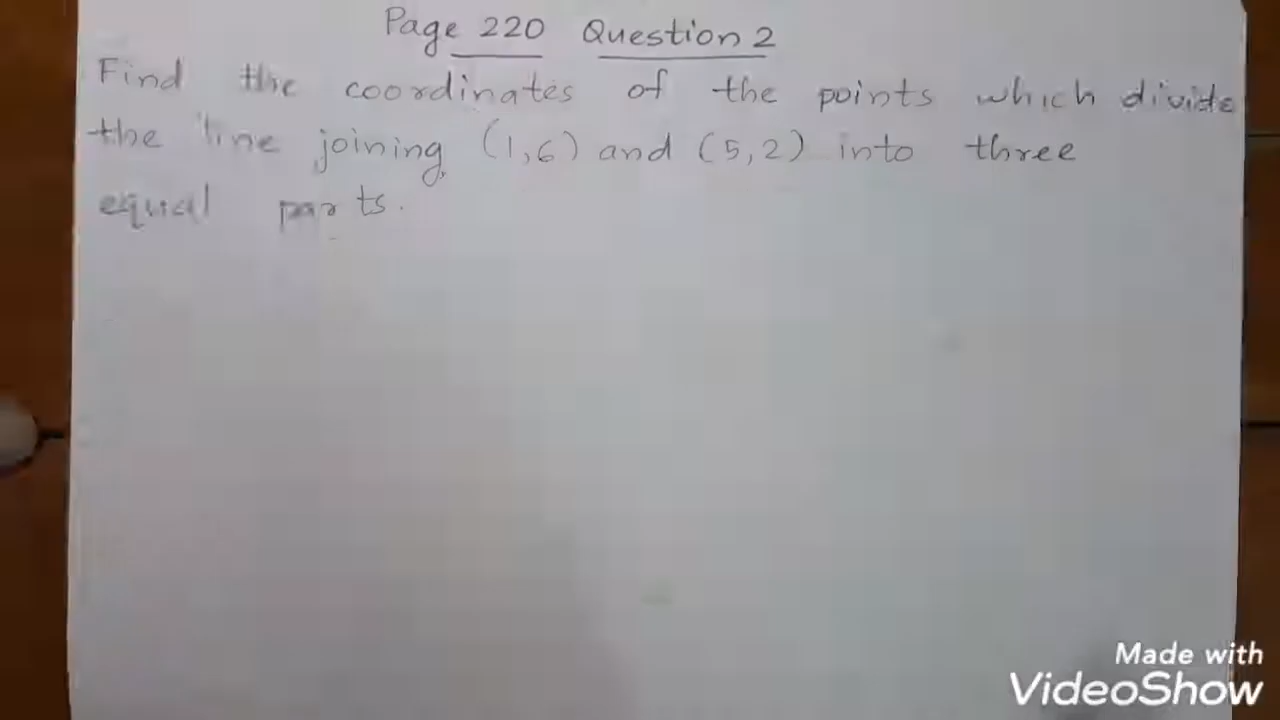 Page 220 Question 2
Find the coordinates of the points which divide
the line joining (1,6) and (5,2) into three
equal parts.
Made with
VideoShow